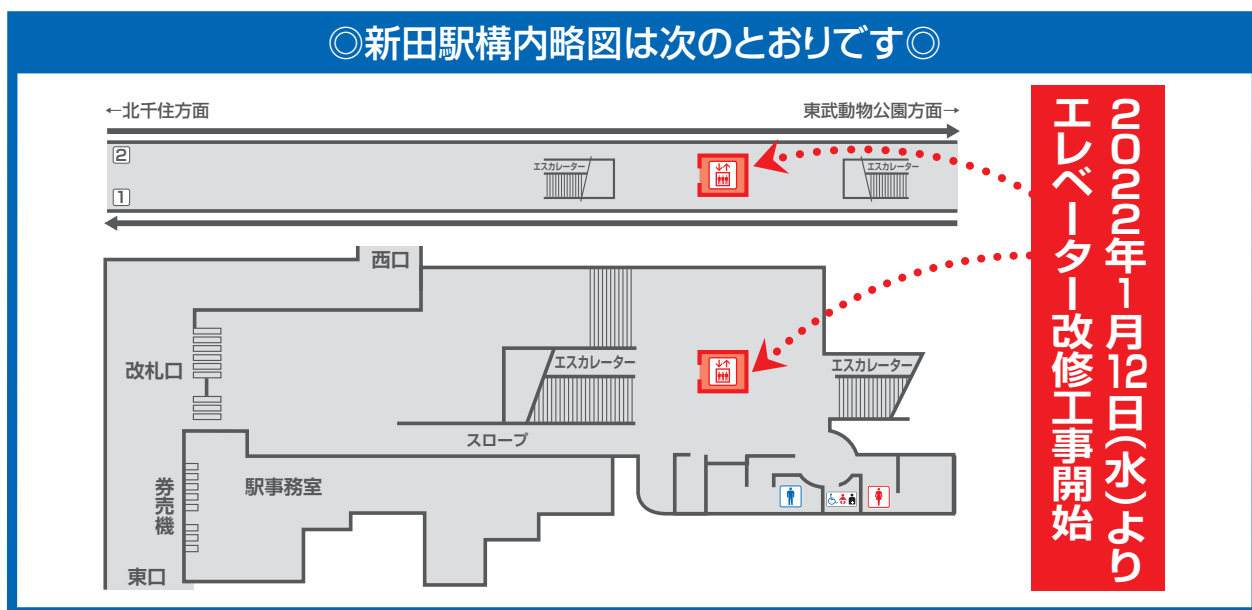 ◎新田駅構内略図は次のとおりです◎
←北千住方面
東武動物公園方面→
2
1
エスカレーター
エスカレーター
西口
改札口
エスカレーター
エスカレーター
スロープ
券売機
駅事務室
東口
2022年1月12日(水)より
エレベーター改修工事開始